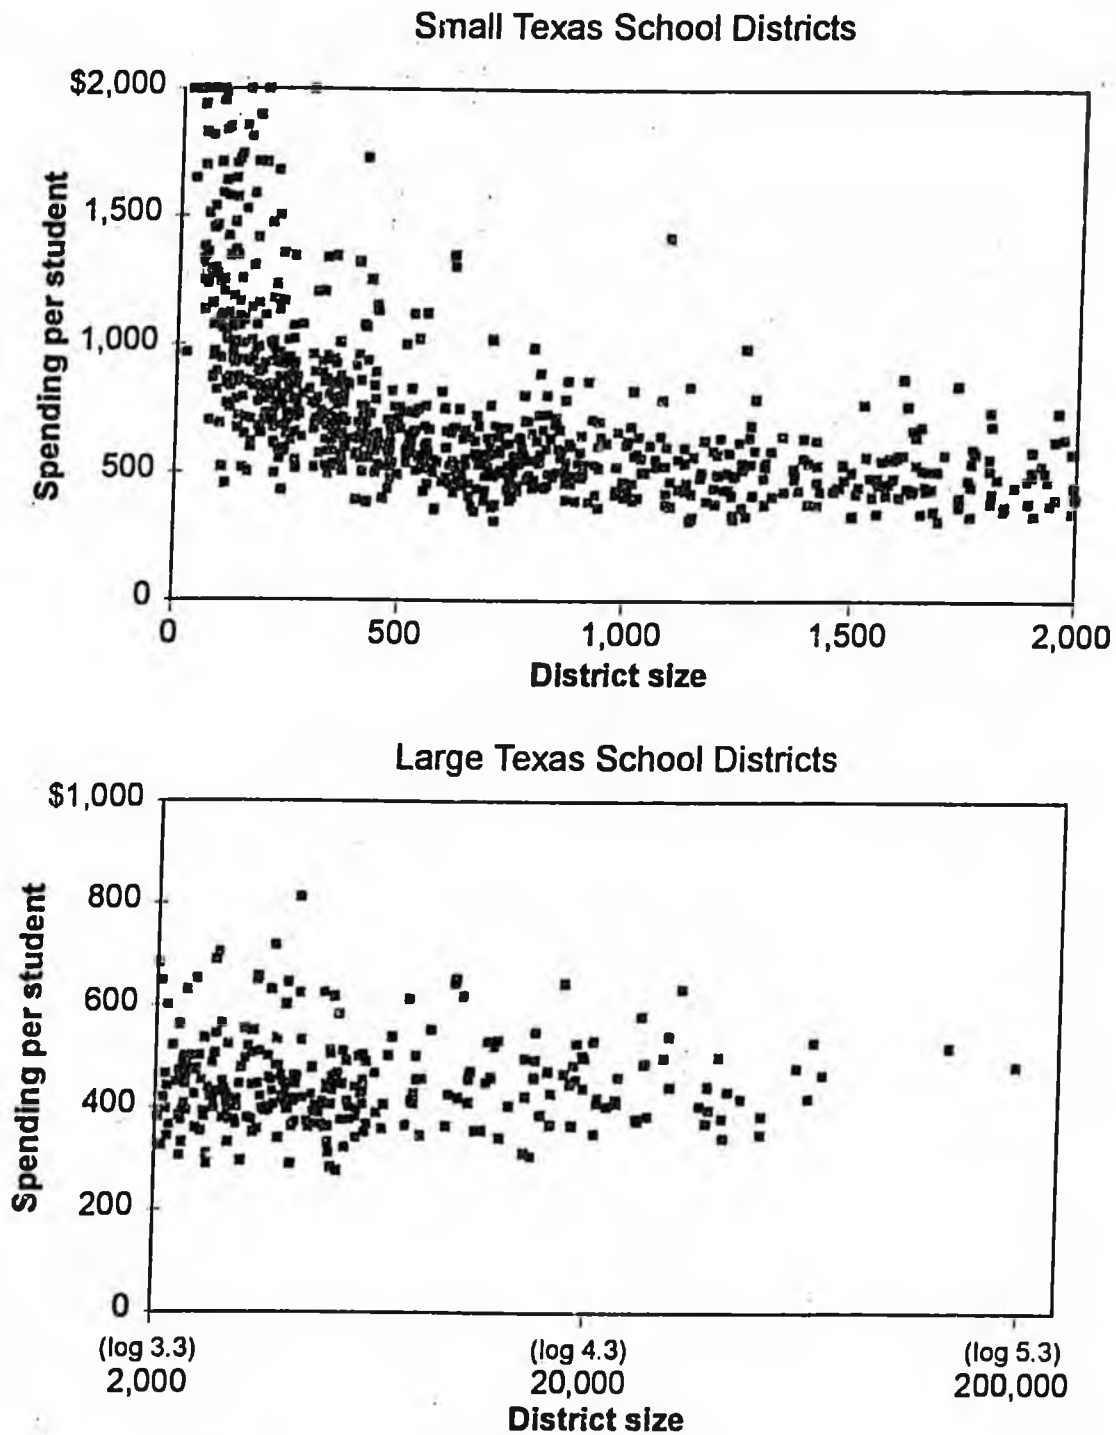 Small Texas School Districts
$2,000
1,500
1,000
500
0
Spending per student
0 500 1,000 1,500 2,000
District size
Large Texas School Districts
$1,000
800
600
400
200
0
Spending per student
(log 3.3) (log 4.3) (log 5.3)
2,000 20,000 200,000
District size